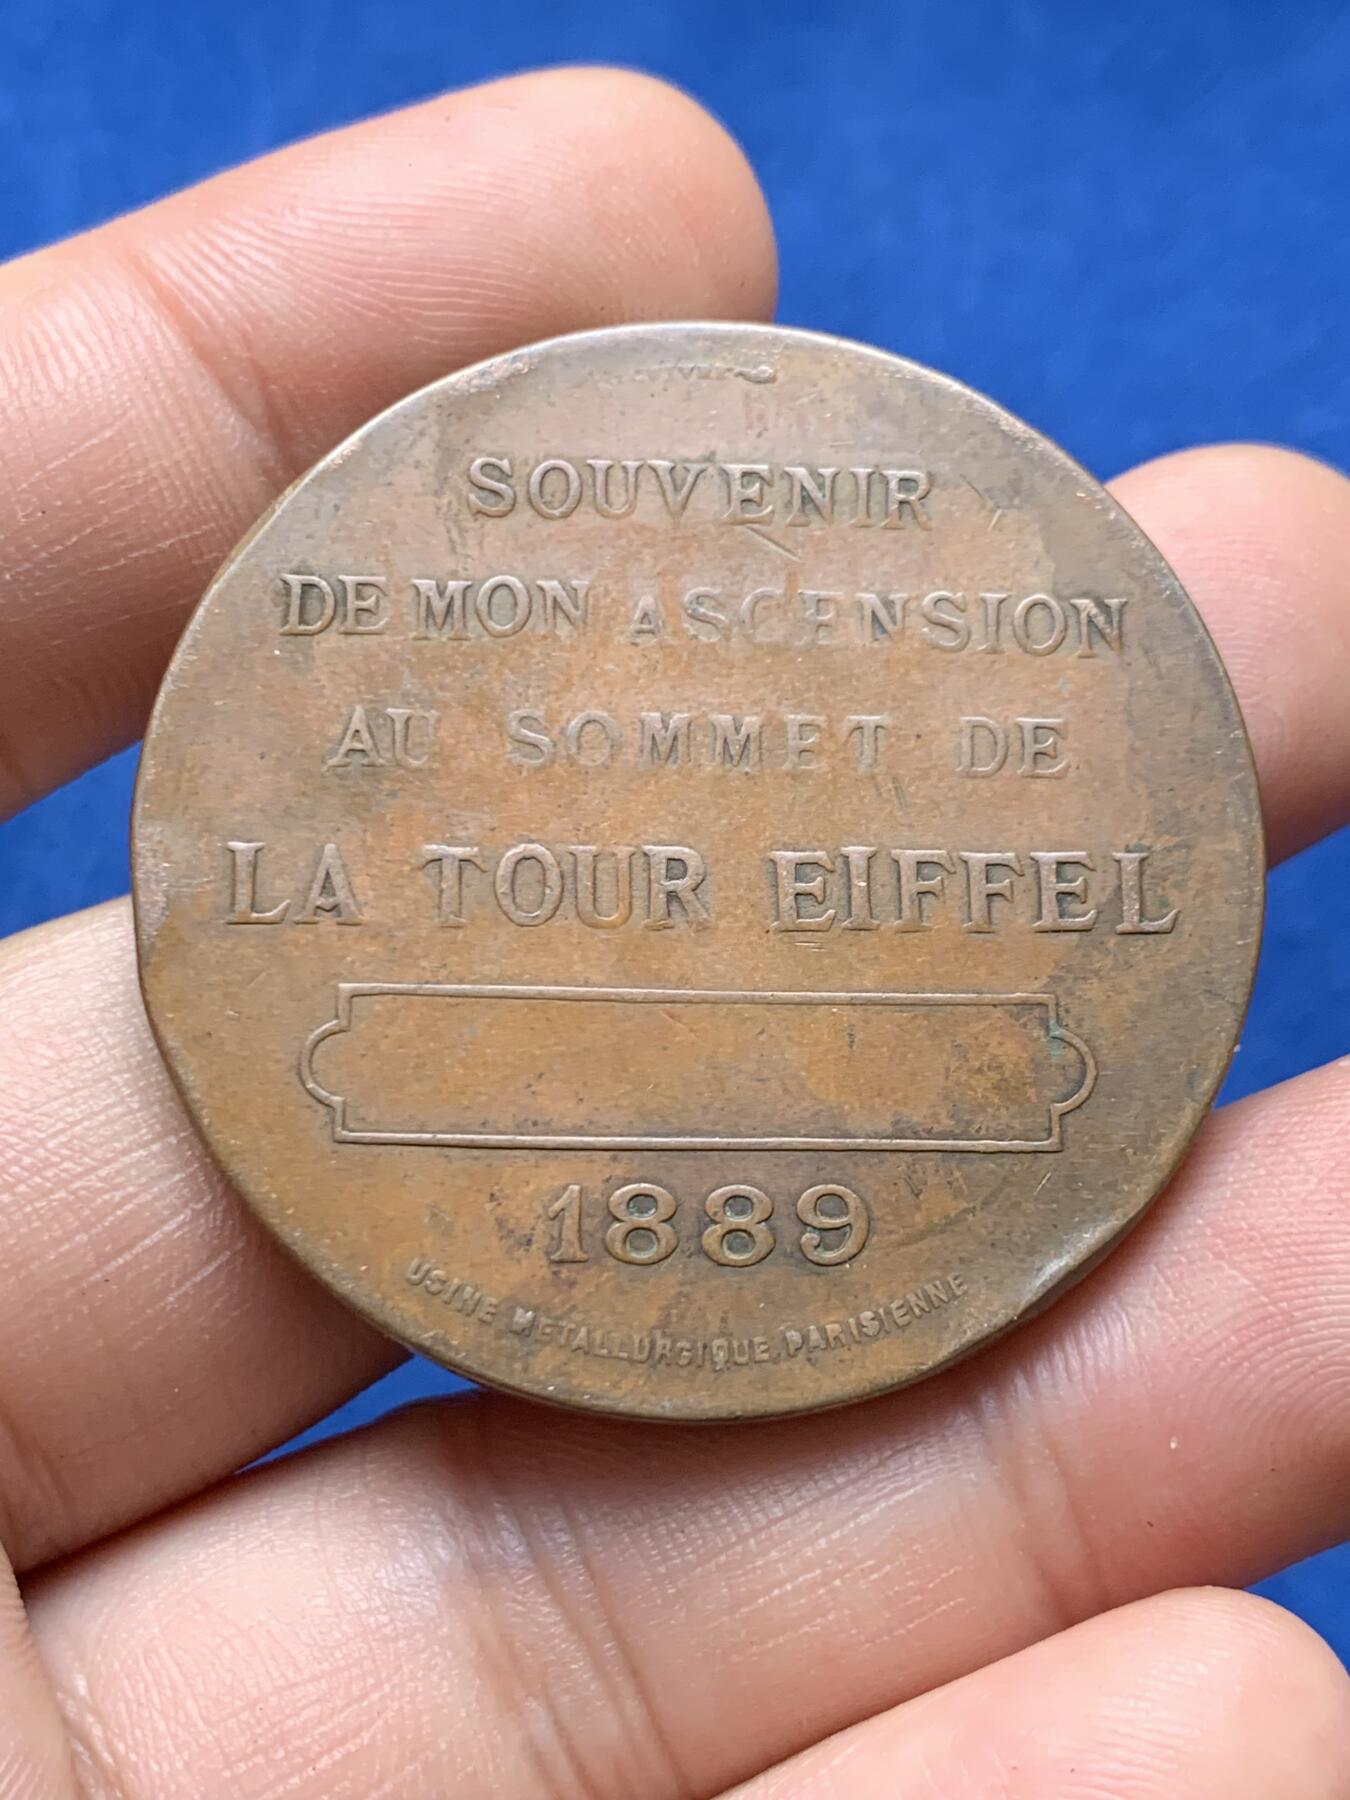 SOUVENIR
DE MON ASCENSION
AU SOMMET DE
LA TOUR EIFFEL
1889
USINE METALLURGIQUE PARISIENNE